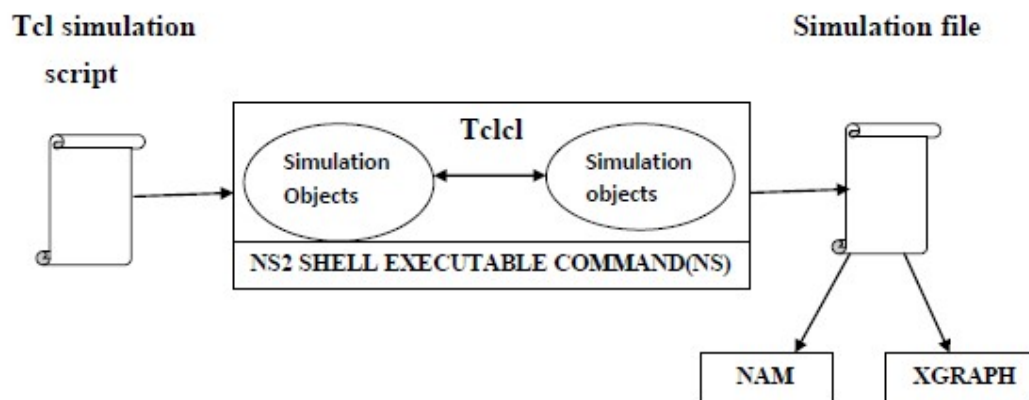 Tcl simulation
script
Simulation file
Tclcl
Simulation
Objects
Simulation
objects
NS2 SHELL EXECUTABLE COMMAND(NS)
NAM
XGRAPH